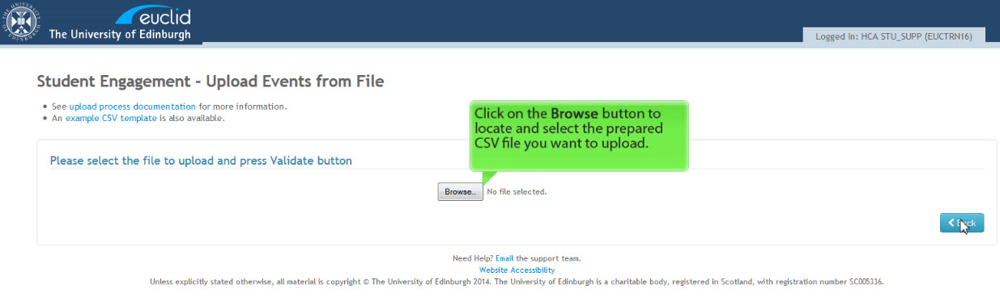 euclid
The University of Edinburgh
Logged In: HCA STU_SUPP (EUCTRN16)
Student Engagement - Upload Events from File
See upload process documentation for more information.
An example CSV template is also available.
Click on the Browse button to
locate and select the prepared
CSV file you want to upload.
Please select the file to upload and press Validate button
Browse... No file selected.
Back
Need Help? Email the support team.
Website Accessibility
Unless explicitly stated otherwise, all material is copyright © The University of Edinburgh 2014. The University of Edinburgh is a charitable body, registered in Scotland, with registration number SC005336.